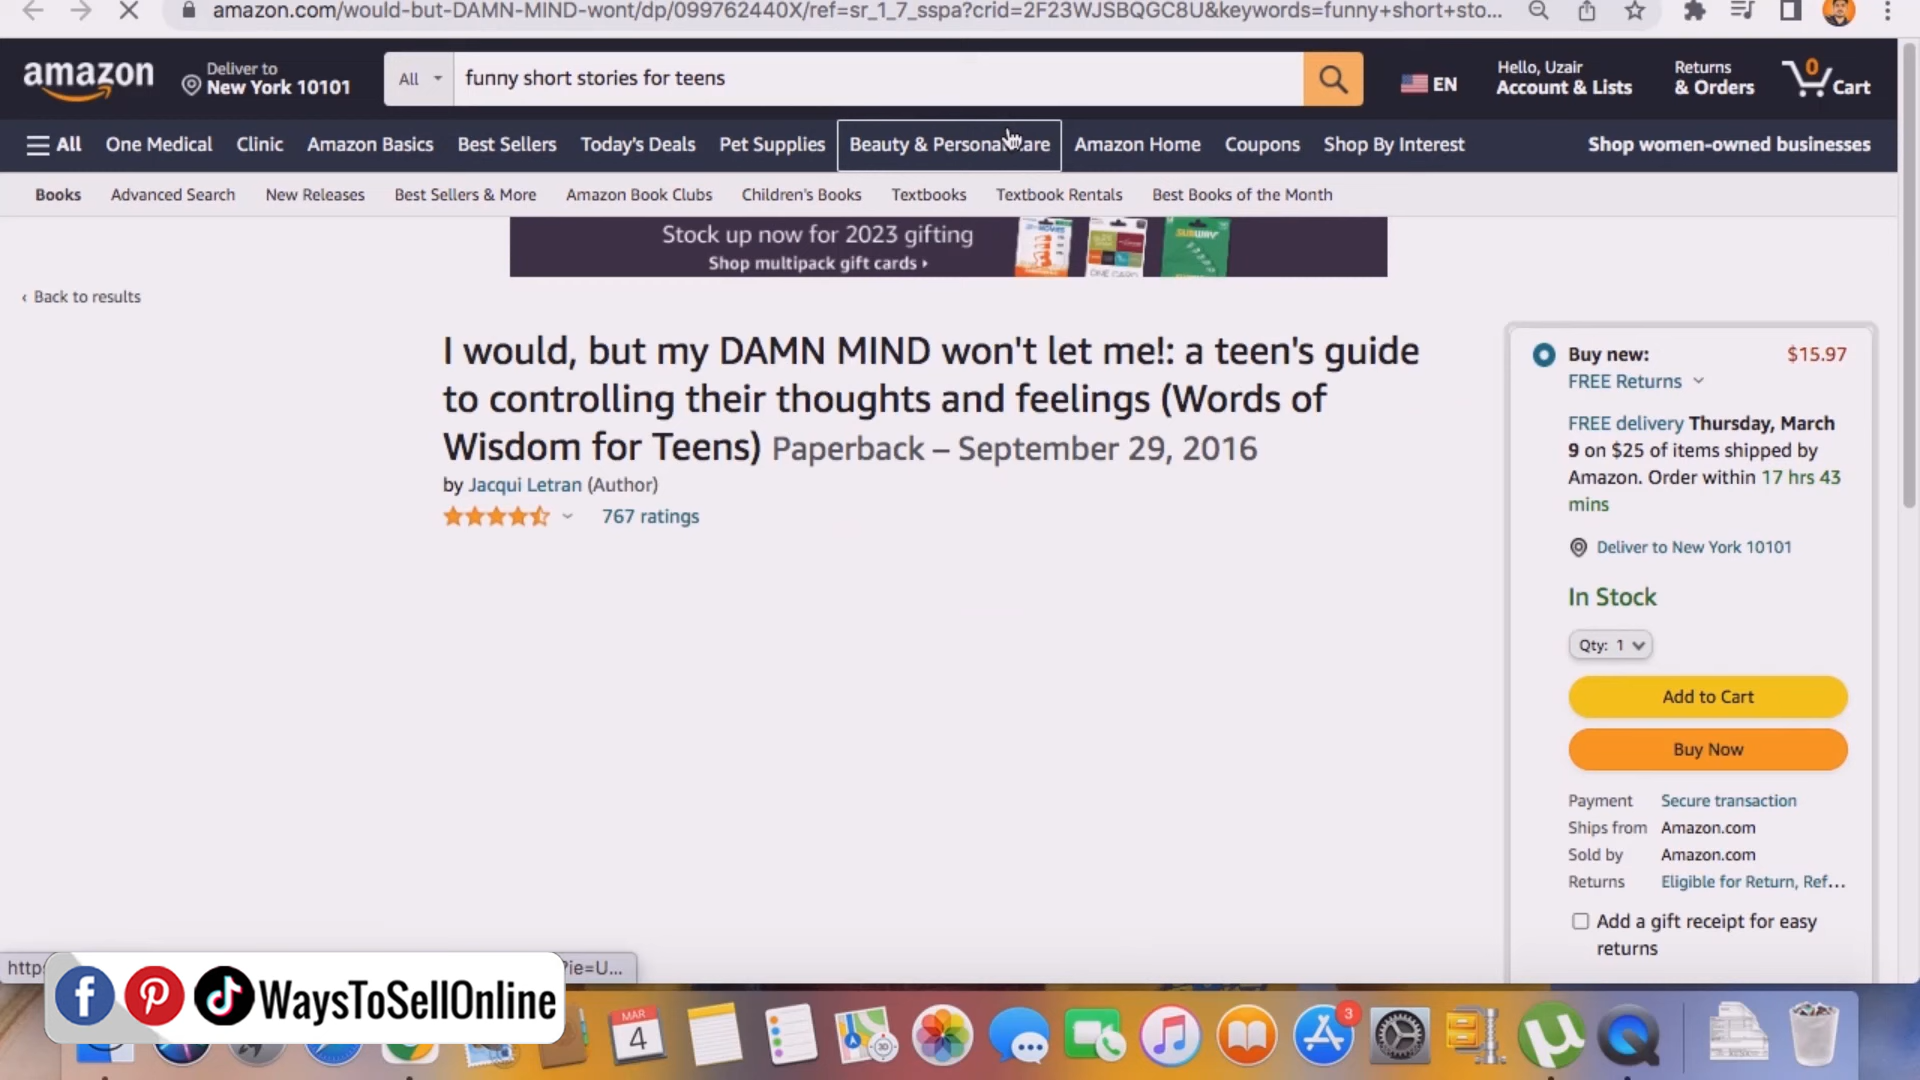 amazon.com/would-but-DAMN-MIND-wont/dp/099762440X/ref=sr_1_7_sspa?crid=2F23WJSBQGC8U&keywords=funny+short+sto...
amazon
Deliver to
New York 10101
All
funny short stories for teens
EN
Hello, Uzair
Account & Lists
Returns
& Orders
0
Cart
All
One Medical
Clinic
Amazon Basics
Best Sellers
Today's Deals
Pet Supplies
Beauty & Personal Care
Amazon Home
Coupons
Shop By Interest
Shop women-owned businesses
Books
Advanced Search
New Releases
Best Sellers & More
Amazon Book Clubs
Children's Books
Textbooks
Textbook Rentals
Best Books of the Month
Stock up now for 2023 gifting
Shop multipack gift cards ›
SUBWAY
ONE CARD
‹ Back to results
I would, but my DAMN MIND won't let me!: a teen's guide
to controlling their thoughts and feelings (Words of
Wisdom for Teens) Paperback – September 29, 2016
by Jacqui Letran (Author)
767 ratings
Buy new:
$15.97
FREE Returns
FREE delivery Thursday, March
9 on $25 of items shipped by
Amazon. Order within 17 hrs 43
mins
Deliver to New York 10101
In Stock
Qty: 1
Add to Cart
Buy Now
Payment Secure transaction
Ships from Amazon.com
Sold by Amazon.com
Returns Eligible for Return, Ref...
Add a gift receipt for easy
returns
http
?ie=U...
WaysToSellOnline
MAR
4
3